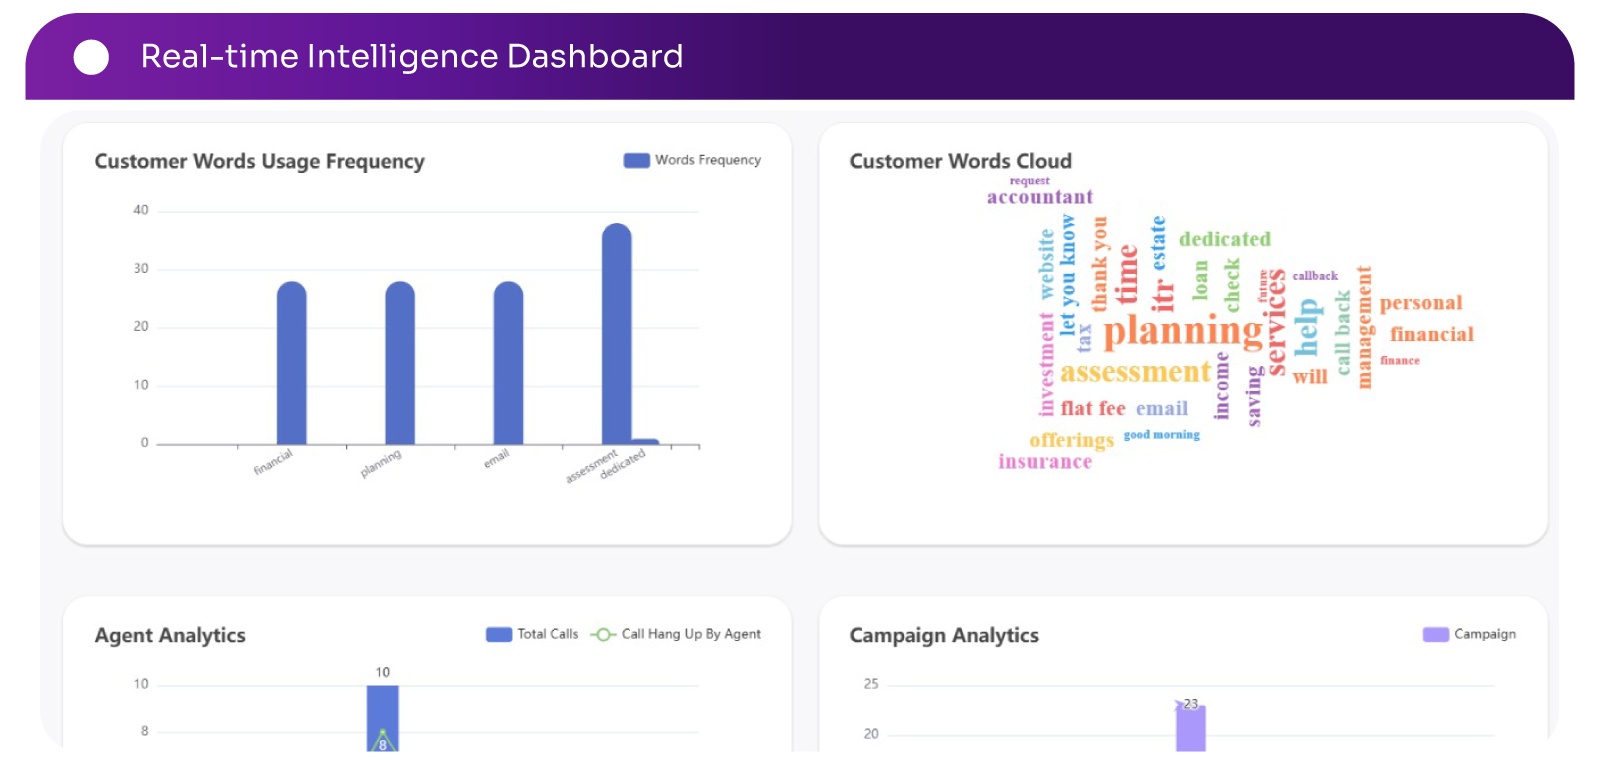 Real-time Intelligence Dashboard
Customer Words Usage Frequency
Words Frequency
40
30
20
10
0
financial
planning
email
assessment
dedicated
Customer Words Cloud
request
accountant
website
let you know
thank you
time
estate
itr
dedicated
loan
check
future
services
callback
help
call back
management
personal
financial
finance
will
investment
tax
planning
assessment
income
saving
flat fee
email
offerings
good morning
insurance
Agent Analytics
Total Calls
Call Hang Up By Agent
10
10
8
8
Campaign Analytics
Campaign
25
23
20